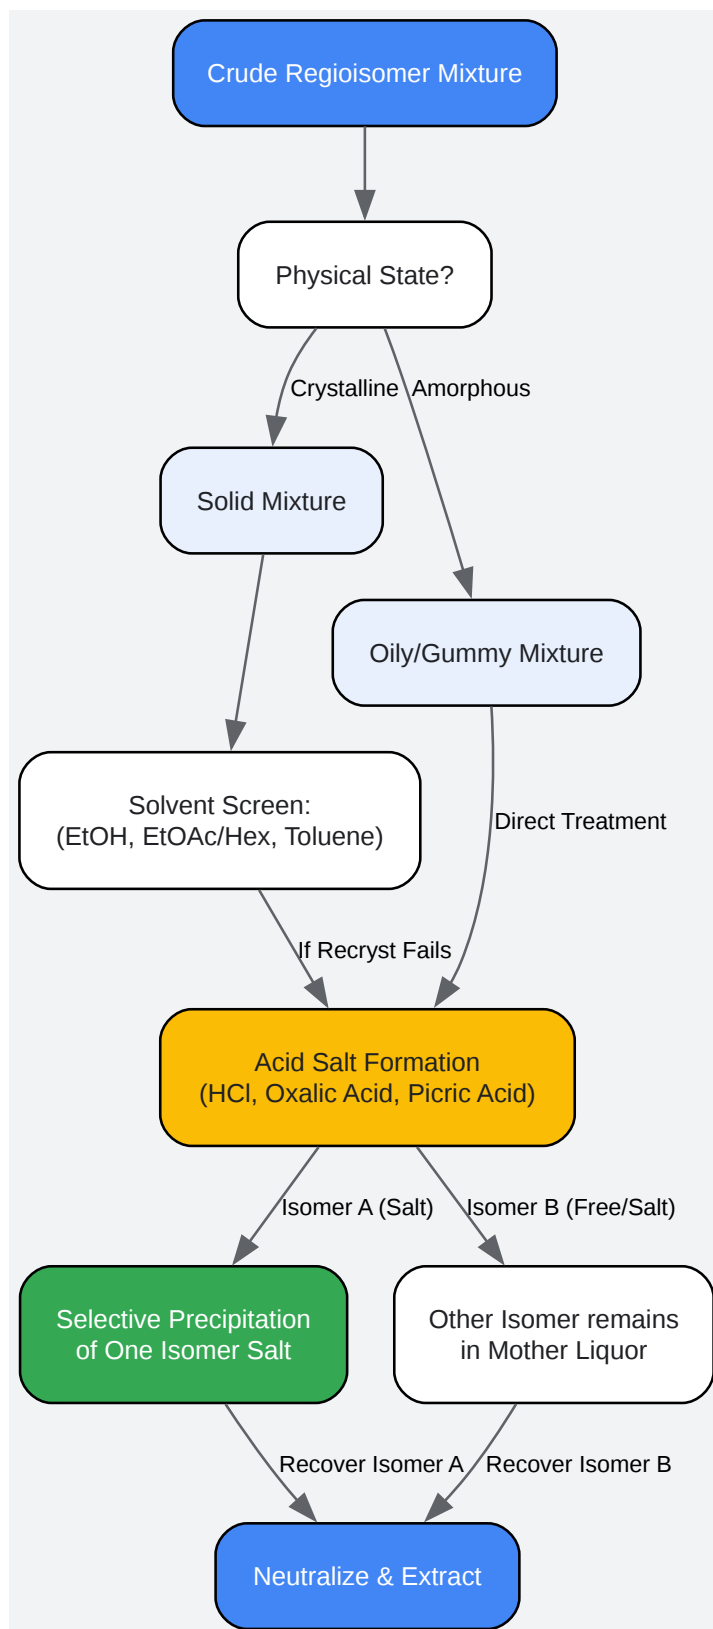 Crude Regioisomer Mixture
Physical State?
Crystalline
Amorphous
Solid Mixture
Oily/Gummy Mixture
Solvent Screen:
(EtOH, EtOAc/Hex, Toluene)
Direct Treatment
If Recryst Fails
Acid Salt Formation
(HCl, Oxalic Acid, Picric Acid)
Isomer A (Salt)
Isomer B (Free/Salt)
Selective Precipitation
of One Isomer Salt
Other Isomer remains
in Mother Liquor
Recover Isomer A
Recover Isomer B
Neutralize & Extract